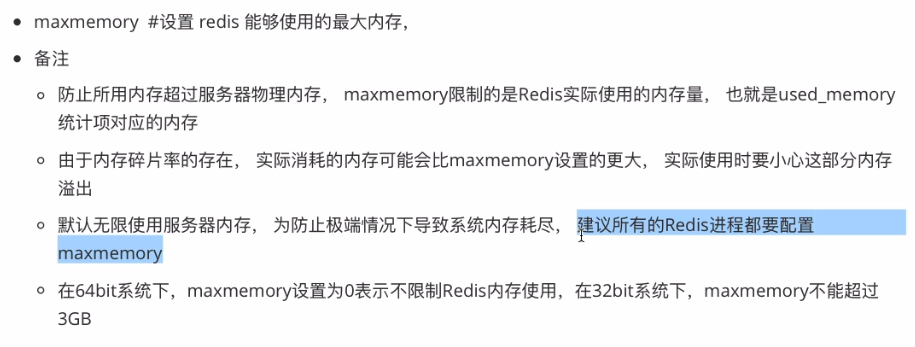 maxmemory #设置 redis 能够使用的最大内存，
备注
防止所用内存超过服务器物理内存， maxmemory限制的是Redis实际使用的内存量， 也就是used_memory
统计项对应的内存
由于内存碎片率的存在， 实际消耗的内存可能会比maxmemory设置的更大， 实际使用时要小心这部分内存
溢出
默认无限使用服务器内存， 为防止极端情况下导致系统内存耗尽， 建议所有的Redis进程都要配置
maxmemory
在64bit系统下，maxmemory设置为0表示不限制Redis内存使用，在32bit系统下，maxmemory不能超过
3GB